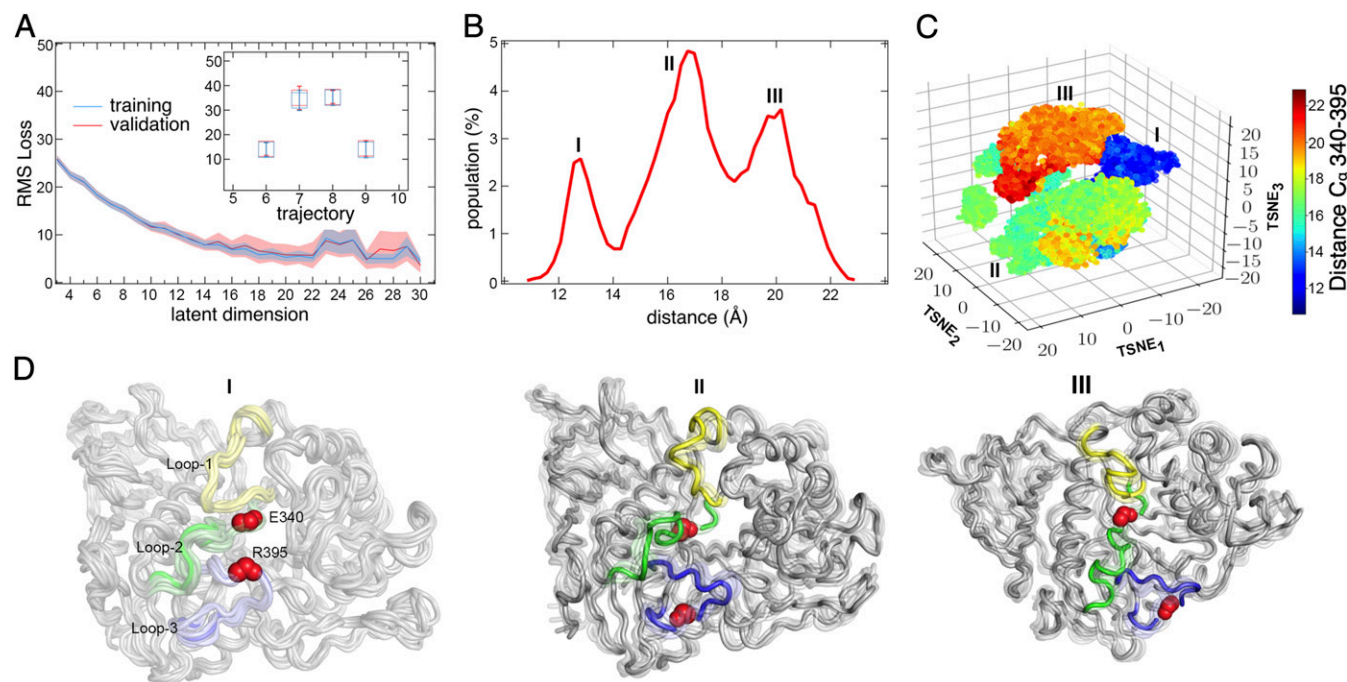 A
50
40
30
20
10
0
RMS Loss
training
validation
4 6 8 10 12 14 16 18 20 22 24 26 28 30
latent dimension
50
40
30
20
10
5 6 7 8 9 10
trajectory
B
5
4
3
2
1
0
population (%)
I
II
III
12 14 16 18 20 22
distance (Å)
C
III
I
II
20
15
10
5
0
−5
−10
−15
−20
TSNE3
20
10
0
−10
−20
TSNE2
20 10 0 −10 −20
TSNE1
22
20
18
16
14
12
Distance Cα 340-395
D
I
Loop-1
E340
Loop-2
R395
Loop-3
II
III